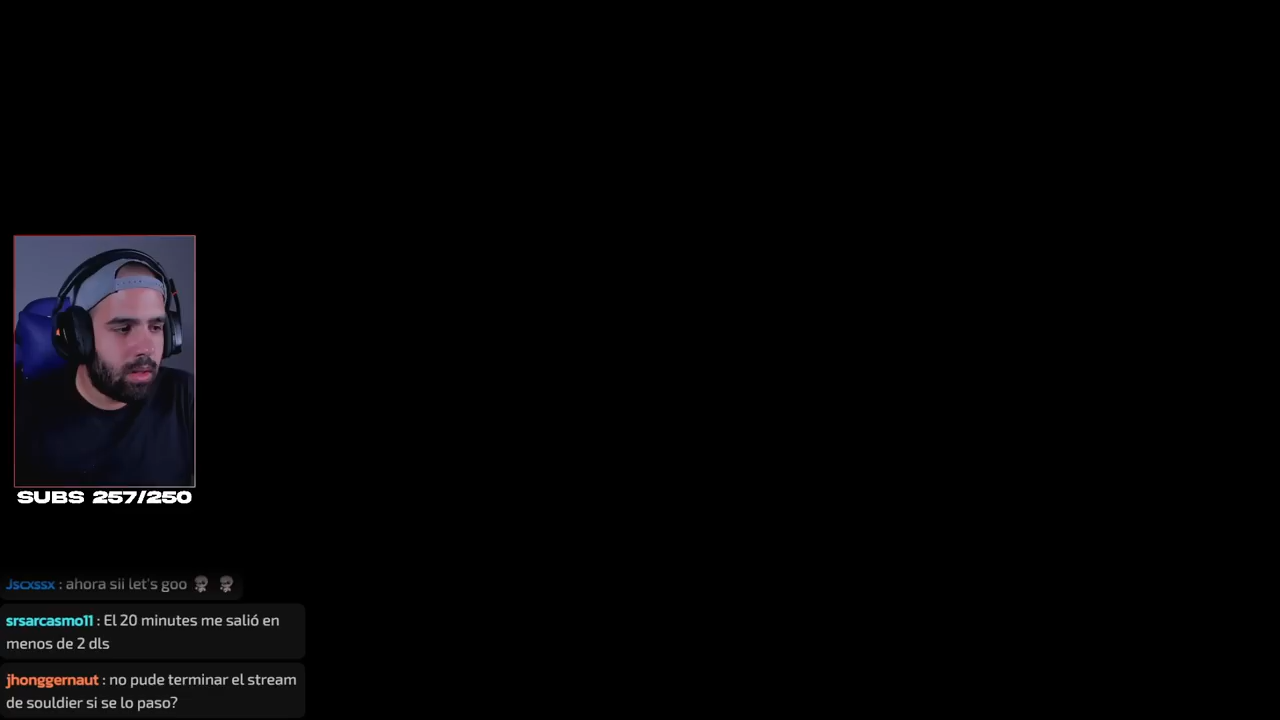 SUBS 257/250
Jscxssx : ahora sii let's goo
srsarcasmo11 : El 20 minutes me salió en
menos de 2 dls
jhonggernaut : no pude terminar el stream
de souldier si se lo paso?